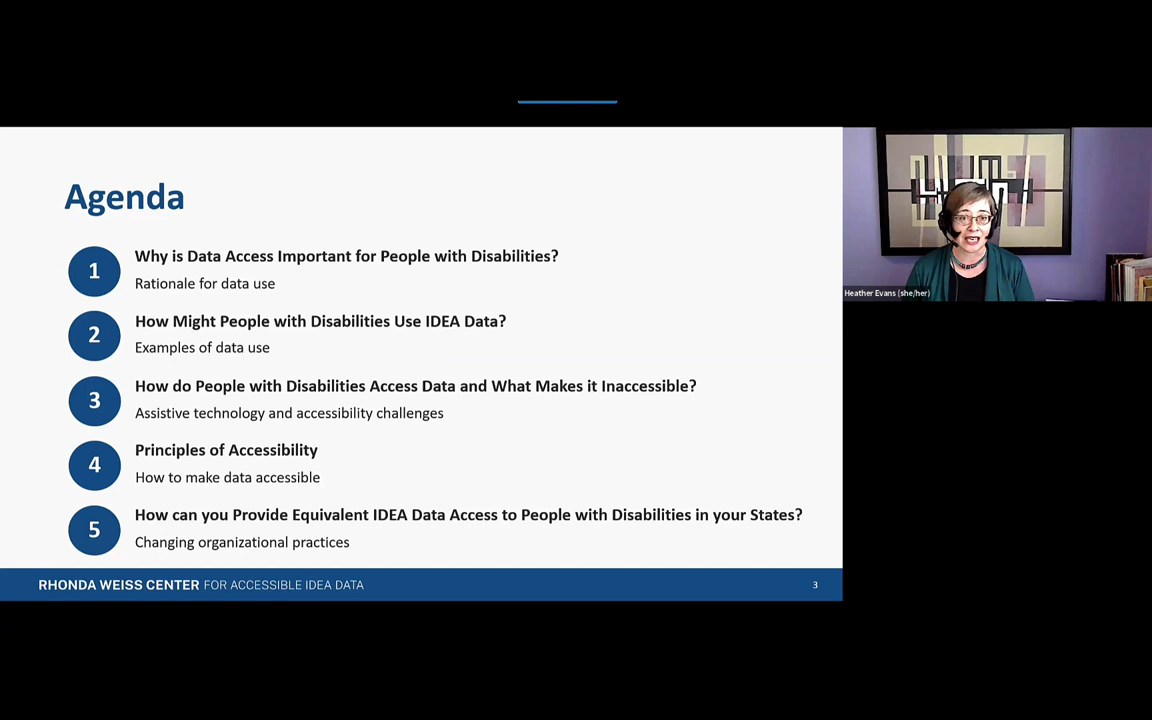 Agenda
1
Why is Data Access Important for People with Disabilities?
Rationale for data use
2
How Might People with Disabilities Use IDEA Data?
Examples of data use
3
How do People with Disabilities Access Data and What Makes it Inaccessible?
Assistive technology and accessibility challenges
4
Principles of Accessibility
How to make data accessible
5
How can you Provide Equivalent IDEA Data Access to People with Disabilities in your States?
Changing organizational practices
RHONDA WEISS CENTER FOR ACCESSIBLE IDEA DATA
3
Heather Evans (she/her)